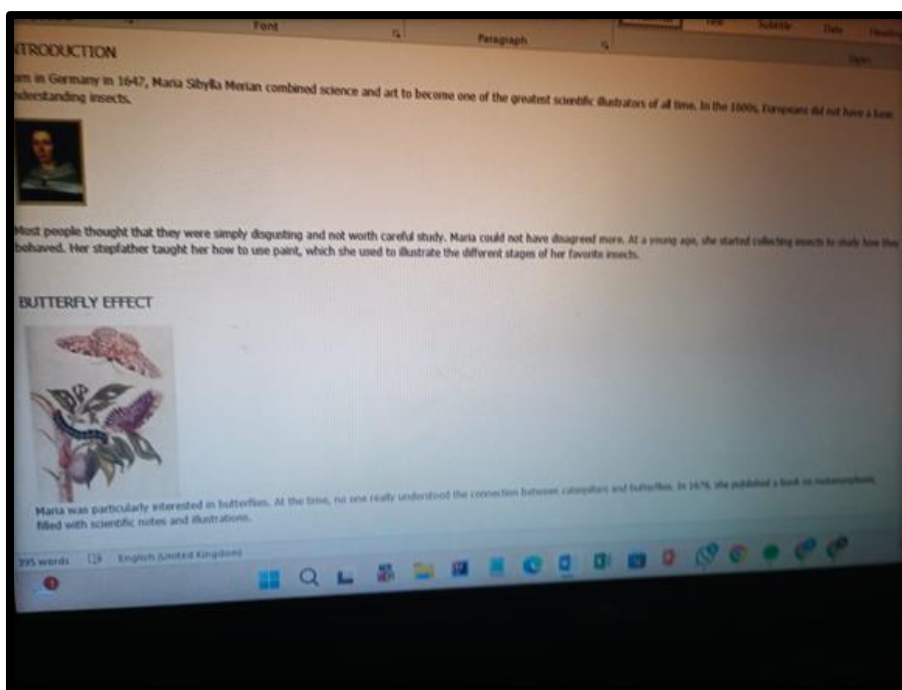 Font
Paragraph
Subtitle
Date
Styles
NTRODUCTION
rn in Germany in 1647, Maria Sibylla Merian combined science and art to become one of the greatest scientific illustrators of all time. In the 1600s, Europeans did not have a
nderstanding insects.
Most people thought that they were simply disgusting and not worth careful study. Maria could not have disagreed more. At a young age, she started collecting insects to study how they
behaved. Her stepfather taught her how to use paint, which she used to illustrate the different stages of her favorite insects.
BUTTERFLY EFFECT
Maria was particularly interested in butterflies. At the time, no one really understood the connection between caterpillars and butterflies. In 1679, she published a book on metamorphosis,
filled with scientific notes and illustrations.
395 words English (United Kingdom)